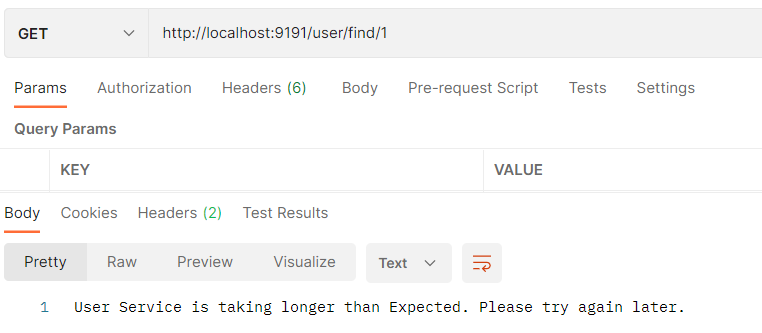 GET http://localhost:9191/user/find/1
Params Authorization Headers (6) Body Pre-request Script Tests Settings
Query Params
KEY VALUE
Body Cookies Headers (2) Test Results
Pretty Raw Preview Visualize Text
1 User Service is taking longer than Expected. Please try again later.